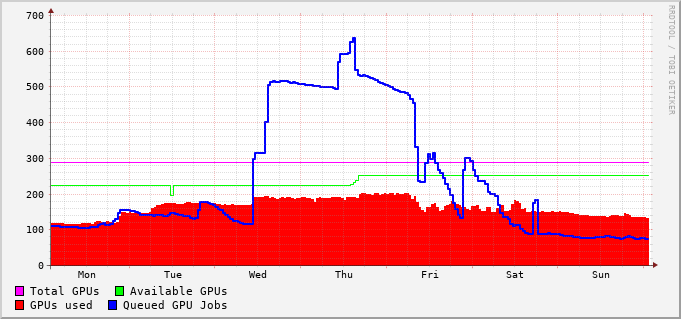 700
600
500
400
300
200
100
0
Mon Tue Wed Thu Fri Sat Sun
Total GPUs Available GPUs
GPUs used Queued GPU Jobs
RRDTOOL / TOBI OETIKER